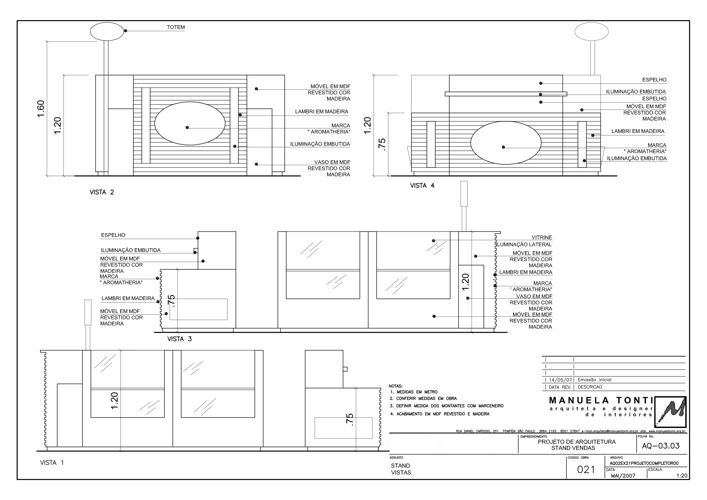 TOTEM
1.60
1.20
MÓVEL EM MDF
REVESTIDO COR
MADEIRA
LAMBRI EM MADEIRA
MARCA
" AROMATHERIA"
ILUMINAÇÃO EMBUTIDA
VASO EM MDF
REVESTIDO COR
MADEIRA
VISTA 2
1.20
.75
ESPELHO
ILUMINAÇÃO EMBUTIDA
ESPELHO
MÓVEL EM MDF
REVESTIDO COR
MADEIRA
LAMBRI EM MADEIRA
MARCA
" AROMATHERIA"
ILUMINAÇÃO EMBUTIDA
VISTA 4
ESPELHO
ILUMINAÇÃO EMBUTIDA
MÓVEL EM MDF
REVESTIDO COR
MADEIRA
MARCA
" AROMATHERIA"
LAMBRI EM MADEIRA
MÓVEL EM MDF
REVESTIDO COR
MADEIRA
.75
1.20
VITRINE
ILUMINAÇÃO LATERAL
MÓVEL EM MDF
REVESTIDO COR
MADEIRA
LAMBRI EM MADEIRA
MARCA
" AROMATHERIA"
VASO EM MDF
REVESTIDO COR
MADEIRA
MÓVEL EM MDF
REVESTIDO COR
MADEIRA
VISTA 3
1.20
.75
VISTA 1
NOTAS:
1. MEDIDAS EM METRO
2. CONFERIR MEDIDAS EM OBRA
3. DEFINIR MEDIDA DOS MONTANTES COM MARCENEIRO
4. ACABAMENTO EM MDF REVESTIDO E MADEIRA
14/05/07 Emissão inicial
DATA REV. DESCRICAO
MANUELA TONTI
arquiteta e designer
de interiores
EMPREENDIMENTO
PROJETO DE ARQUITETURA
STAND VENDAS
FOLHA No.
AQ-03.03
ASSUNTO
STAND
VISTAS
CODIGO OBRA
021
ARQUIVO
AQ02EX21PROJETOCOMPLETOR00
DATA
MAI/2007
ESCALA
1:20